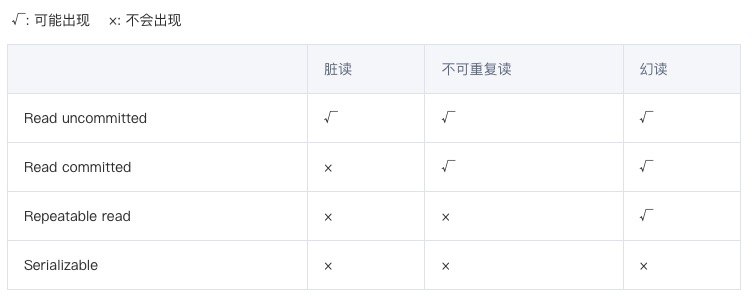 √: 可能出现 ×: 不会出现
脏读 不可重复读 幻读
Read uncommitted √ √ √
Read committed × √ √
Repeatable read × × √
Serializable × × ×